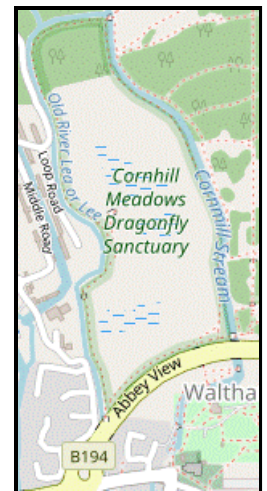 Old River Lea or Lee
Loop Road
Middle Road
Cornhill
Meadows
Dragonfly
Sanctuary
Cornmill Stream
Abbey View
Waltha
B194